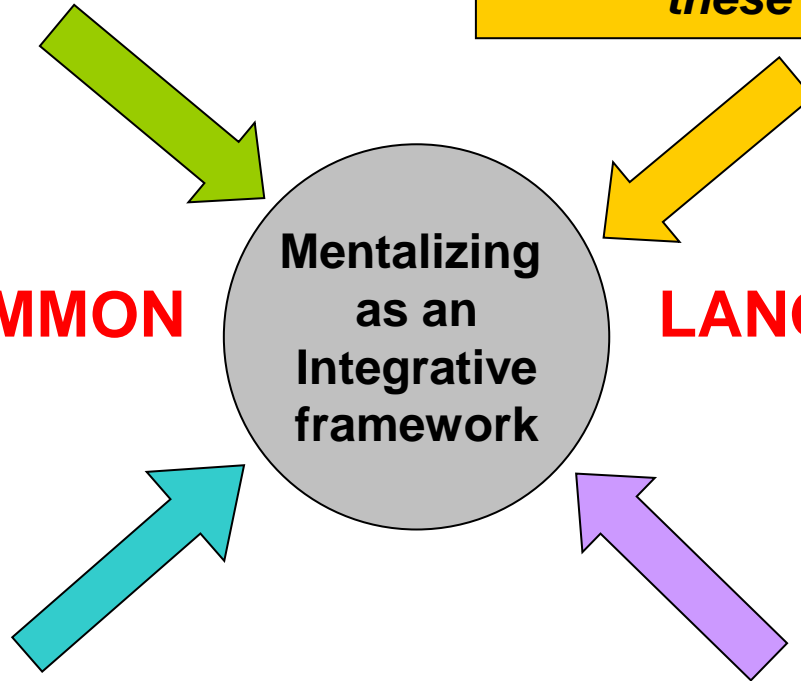 these
Mentalizing
as an
MMON
LANG
Integrative
framework